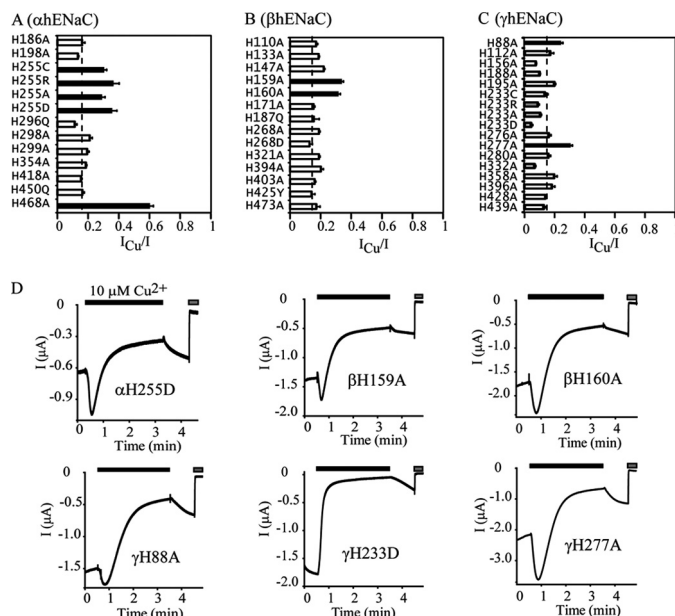 A (αhENaC)
H186A
H198A
H255C
H255R
H255A
H255D
H296Q
H298A
H299A
H354A
H418A
H450Q
H468A
0 0.2 0.4 0.6 0.8 1
ICu/I
B (βhENaC)
H110A
H133A
H147A
H159A
H160A
H171A
H187Q
H268A
H268D
H321A
H394A
H403A
H425Y
H473A
0 0.2 0.4 0.6 0.8 1
ICu/I
C (γhENaC)
H88A
H112A
H156A
H188A
H195A
H233C
H233R
H233A
H233D
H276A
H277A
H280A
H332A
H358A
H396A
H428A
H439A
0 0.2 0.4 0.6 0.8
ICu/I
D
10 μM Cu2+
0
-0.3
-0.6
-0.9
I (μA)
αH255D
0 1 2 3 4
Time (min)
0
-0.5
-1.0
-1.5
-2.0
I (μA)
βH159A
0 1 2 3 4
Time (min)
0
-0.5
-1.0
-1.5
-2.0
I (μA)
βH160A
0 1 2 3 4
Time (min)
0
-0.5
-1.0
-1.5
I (μA)
γH88A
0 1 2 3 4
Time (min)
0
-0.5
-1.0
-1.5
-2.0
I (μA)
γH233D
0 1 2 3 4
Time (min)
0
-1.0
-2.0
-3.0
I (μA)
γH277A
0 1 2 3 4
Time (min)